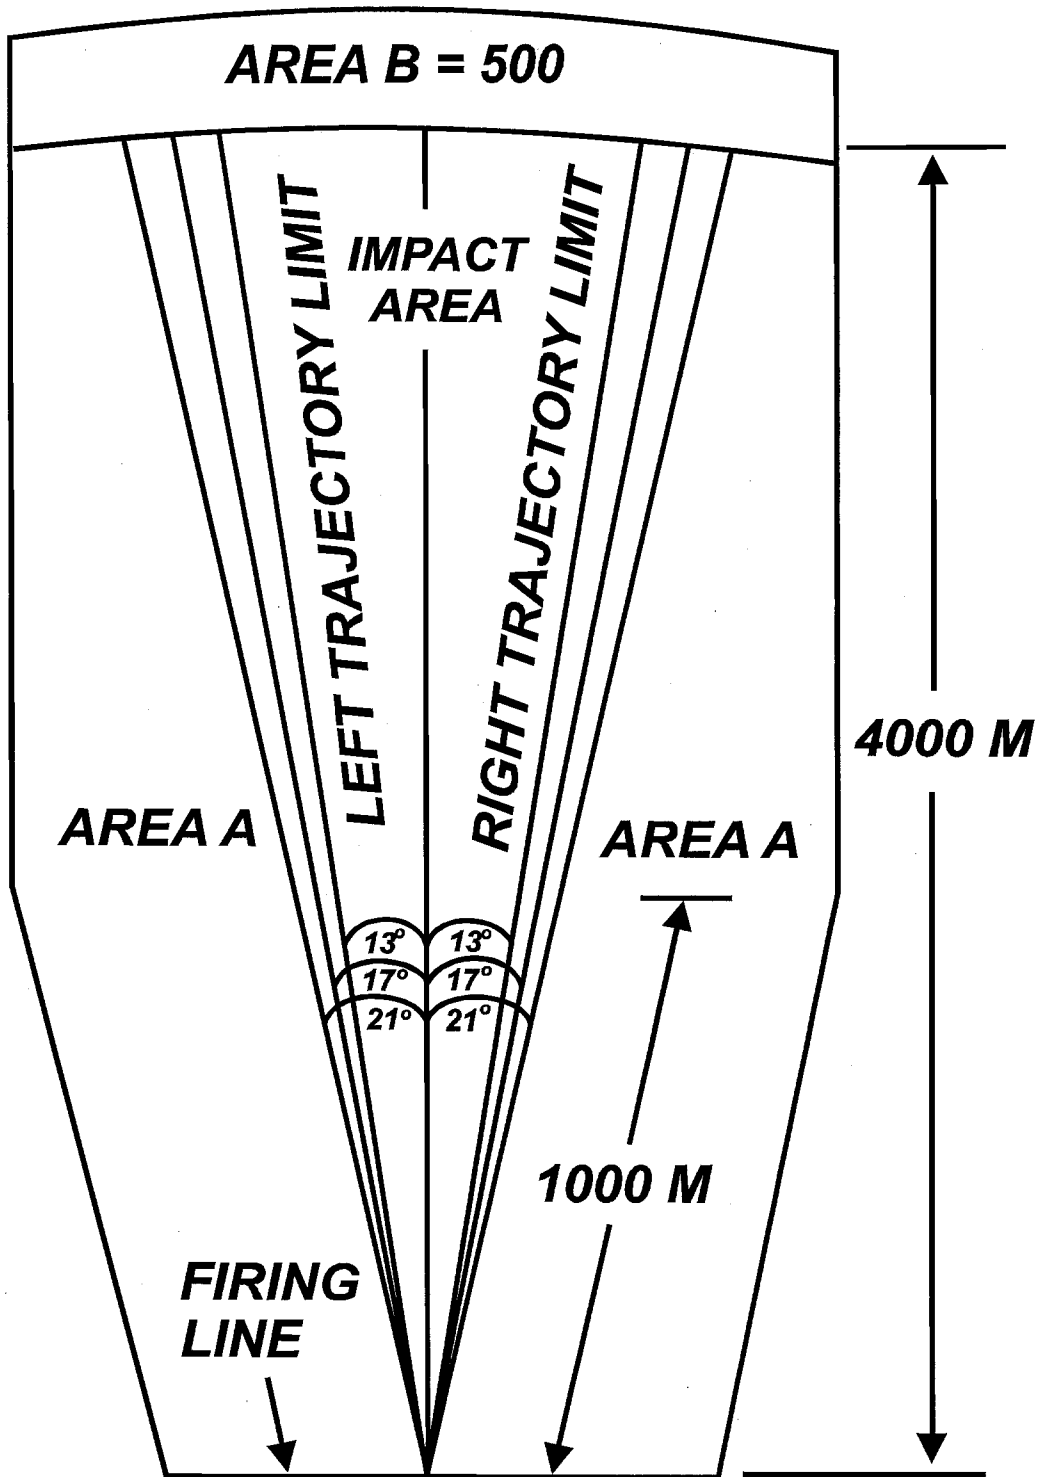 AREA B = 500
LEFT TRAJECTORY LIMIT
IMPACT
AREA
RIGHT TRAJECTORY LIMIT
4000 M
AREA A
AREA A
13° 13°
17° 17°
21° 21°
1000 M
FIRING
LINE